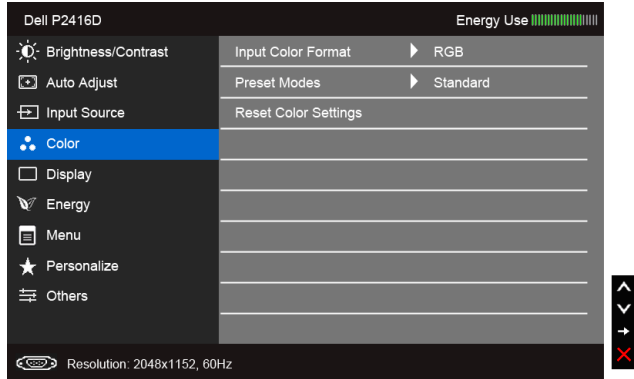 Dell P2416D Energy Use
Brightness/Contrast Input Color Format RGB
Auto Adjust Preset Modes Standard
Input Source Reset Color Settings
Color
Display
Energy
Menu
Personalize
Others
Resolution: 2048x1152, 60Hz